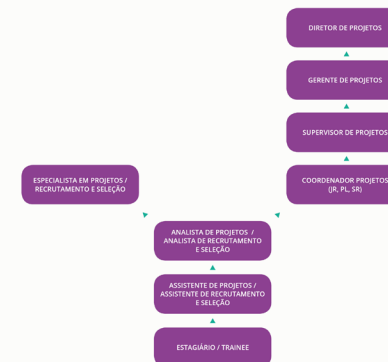 DIRETOR DE PROJETOS
GERENTE DE PROJETOS
SUPERVISOR DE PROJETOS
ESPECIALISTA EM PROJETOS /
RECRUTAMENTO E SELEÇÃO
COORDENADOR PROJETOS
(JR, PL, SR)
ANALISTA DE PROJETOS /
ANALISTA DE RECRUTAMENTO
E SELEÇÃO
ASSISTENTE DE PROJETOS /
ASSISTENTE DE RECRUTAMENTO
E SELEÇÃO
ESTAGIÁRIO / TRAINEE